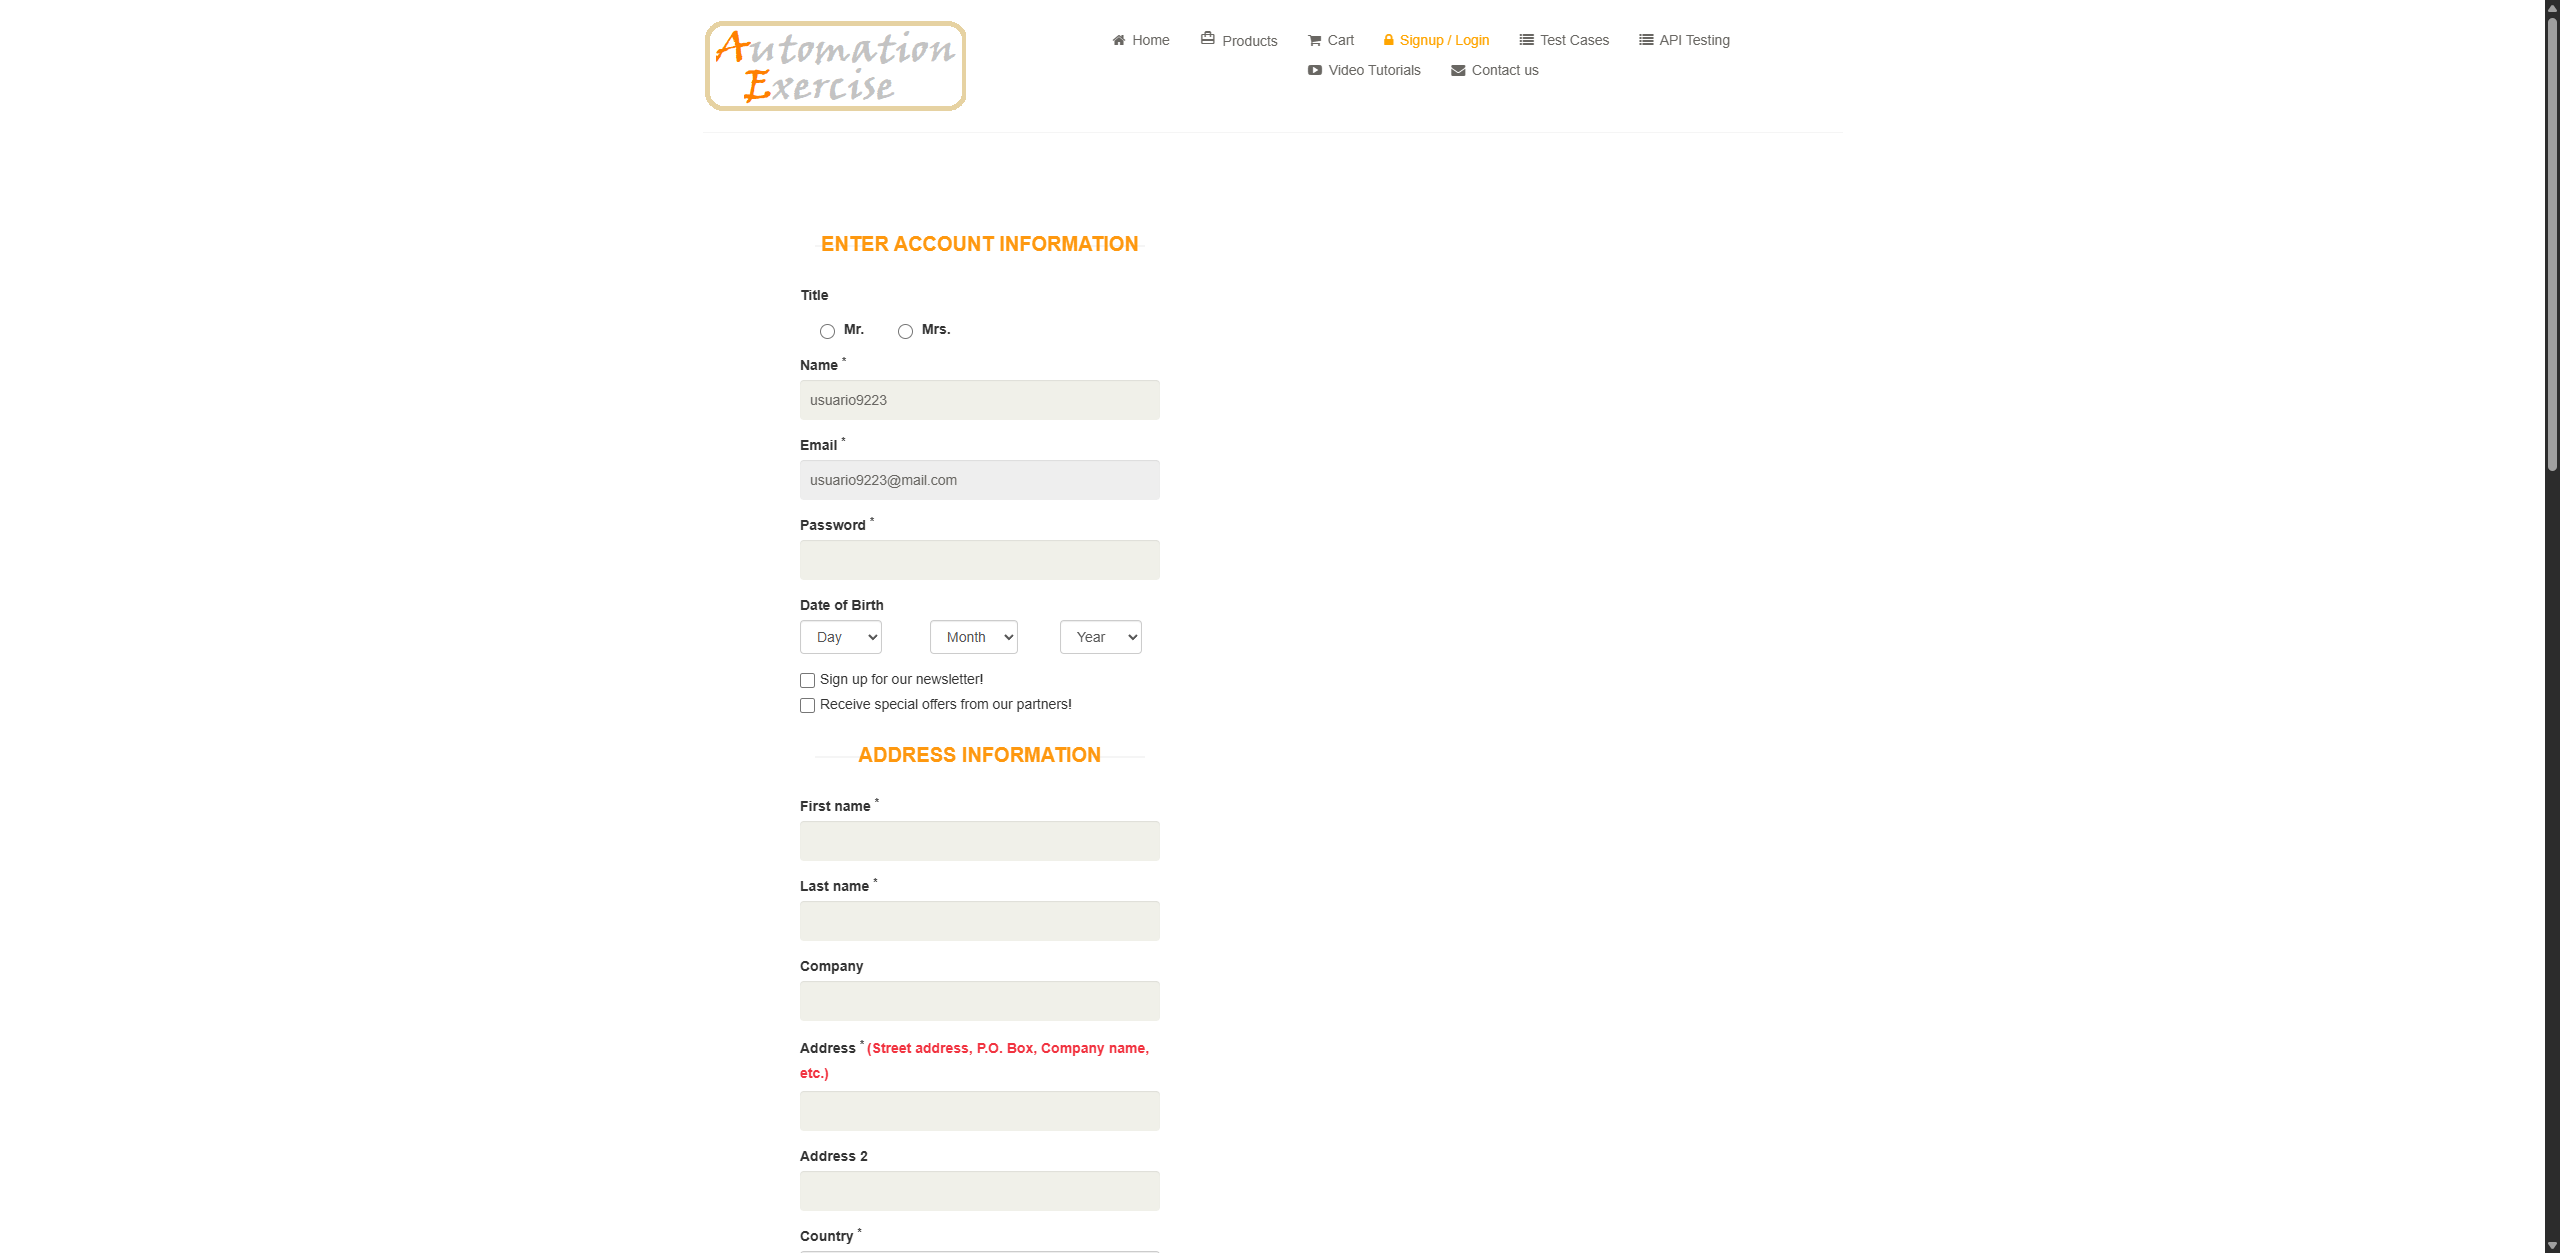 Automation
Exercise
Home
Products
Cart
Signup / Login
Test Cases
API Testing
Video Tutorials
Contact us
ENTER ACCOUNT INFORMATION
Title
Mr.
Mrs.
Name *
usuario9223
Email *
usuario9223@mail.com
Password *
Date of Birth
Day
Month
Year
Sign up for our newsletter!
Receive special offers from our partners!
ADDRESS INFORMATION
First name *
Last name *
Company
Address * (Street address, P.O. Box, Company name,
etc.)
Address 2
Country *